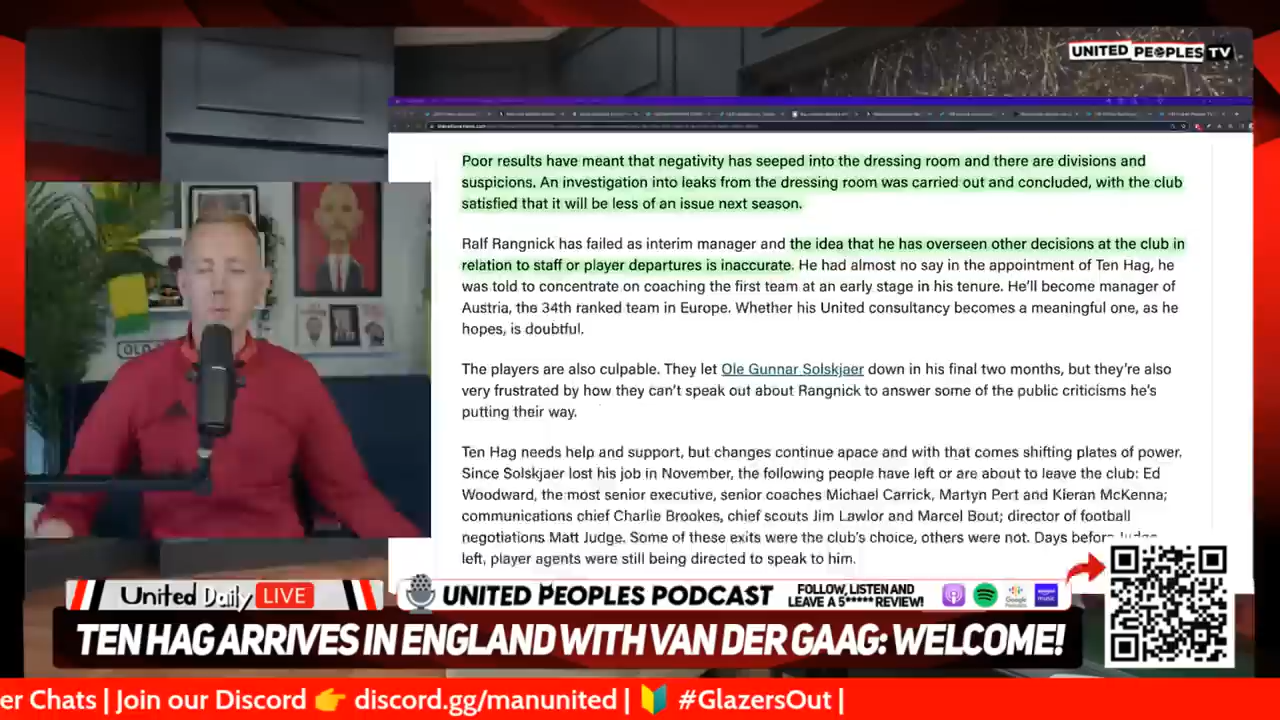 UNITED PEOPLES TV
Poor results have meant that negativity has seeped into the dressing room and there are divisions and
suspicions. An investigation into leaks from the dressing room was carried out and concluded, with the club
satisfied that it will be less of an issue next season.
Ralf Rangnick has failed as interim manager and the idea that he has overseen other decisions at the club in
relation to staff or player departures is inaccurate. He had almost no say in the appointment of Ten Hag, he
was told to concentrate on coaching the first team at an early stage in his tenure. He'll become manager of
Austria, the 34th ranked team in Europe. Whether his United consultancy becomes a meaningful one, as he
hopes, is doubtful.
The players are also culpable. They let Ole Gunnar Solskjaer down in his final two months, but they're also
very frustrated by how they can't speak out about Rangnick to answer some of the public criticisms he's
putting their way.
Ten Hag needs help and support, but changes continue apace and with that comes shifting plates of power.
Since Solskjaer lost his job in November, the following people have left or are about to leave the club: Ed
Woodward, the most senior executive, senior coaches Michael Carrick, Martyn Pert and Kieran McKenna;
communications chief Charlie Brookes, chief scouts Jim Lawlor and Marcel Bout; director of football
negotiations Matt Judge. Some of these exits were the club's choice, others were not. Days before Judge
left, player agents were still being directed to speak to him.
OLD
United Daily LIVE
UNITED PEOPLES PODCAST
FOLLOW, LISTEN AND
LEAVE A 5***** REVIEW!
TEN HAG ARRIVES IN ENGLAND WITH VAN DER GAAG: WELCOME!
er Chats | Join our Discord 👉 discord.gg/manunited | 🔰 #GlazersOut |